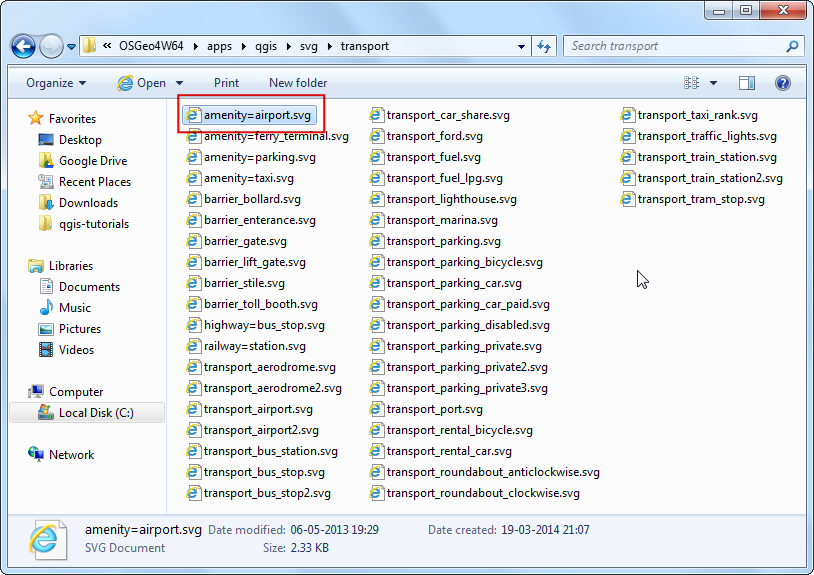 « OSGeo4W64 apps qgis svg transport Search transport
Organize Open Print New folder
Favorites
Desktop
Google Drive
Recent Places
Downloads
qgis-tutorials
Libraries
Documents
Music
Pictures
Videos
Computer
Local Disk (C:)
Network
amenity=airport.svg
amenity=ferry_terminal.svg
amenity=parking.svg
amenity=taxi.svg
barrier_bollard.svg
barrier_enterance.svg
barrier_gate.svg
barrier_lift_gate.svg
barrier_stile.svg
barrier_toll_booth.svg
highway=bus_stop.svg
railway=station.svg
transport_aerodrome.svg
transport_aerodrome2.svg
transport_airport.svg
transport_airport2.svg
transport_bus_station.svg
transport_bus_stop.svg
transport_bus_stop2.svg
transport_car_share.svg
transport_ford.svg
transport_fuel.svg
transport_fuel_lpg.svg
transport_lighthouse.svg
transport_marina.svg
transport_parking.svg
transport_parking_bicycle.svg
transport_parking_car.svg
transport_parking_car_paid.svg
transport_parking_disabled.svg
transport_parking_private.svg
transport_parking_private2.svg
transport_parking_private3.svg
transport_port.svg
transport_rental_bicycle.svg
transport_rental_car.svg
transport_roundabout_anticlockwise.svg
transport_roundabout_clockwise.svg
transport_taxi_rank.svg
transport_traffic_lights.svg
transport_train_station.svg
transport_train_station2.svg
transport_tram_stop.svg
amenity=airport.svg Date modified: 06-05-2013 19:29 Date created: 19-03-2014 21:07
SVG Document Size: 2.33 KB